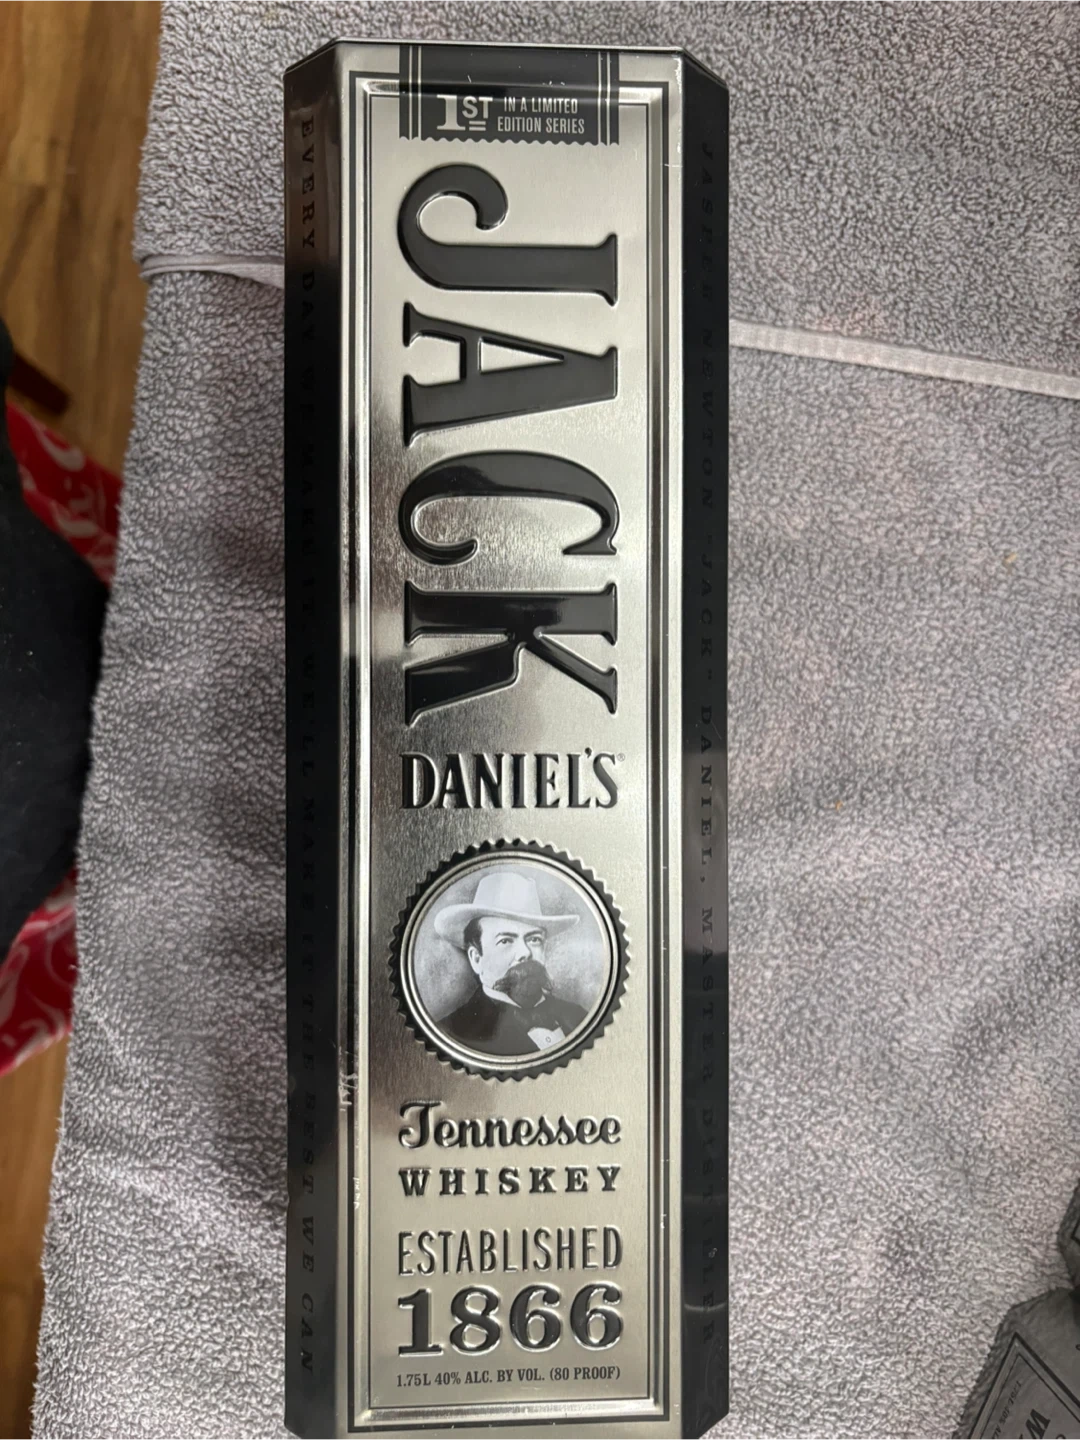 1ST
IN A LIMITED
EDITION SERIES
JACK
DANIEL'S®
Tennessee
WHISKEY
ESTABLISHED
1866
1.75L 40% ALC. BY VOL. (80 PROOF)
EVERY DAY WE MAKE IT, WE'LL MAKE IT THE BEST WE CAN
JASPER NEWTON "JACK" DANIEL, MASTER DISTILLER